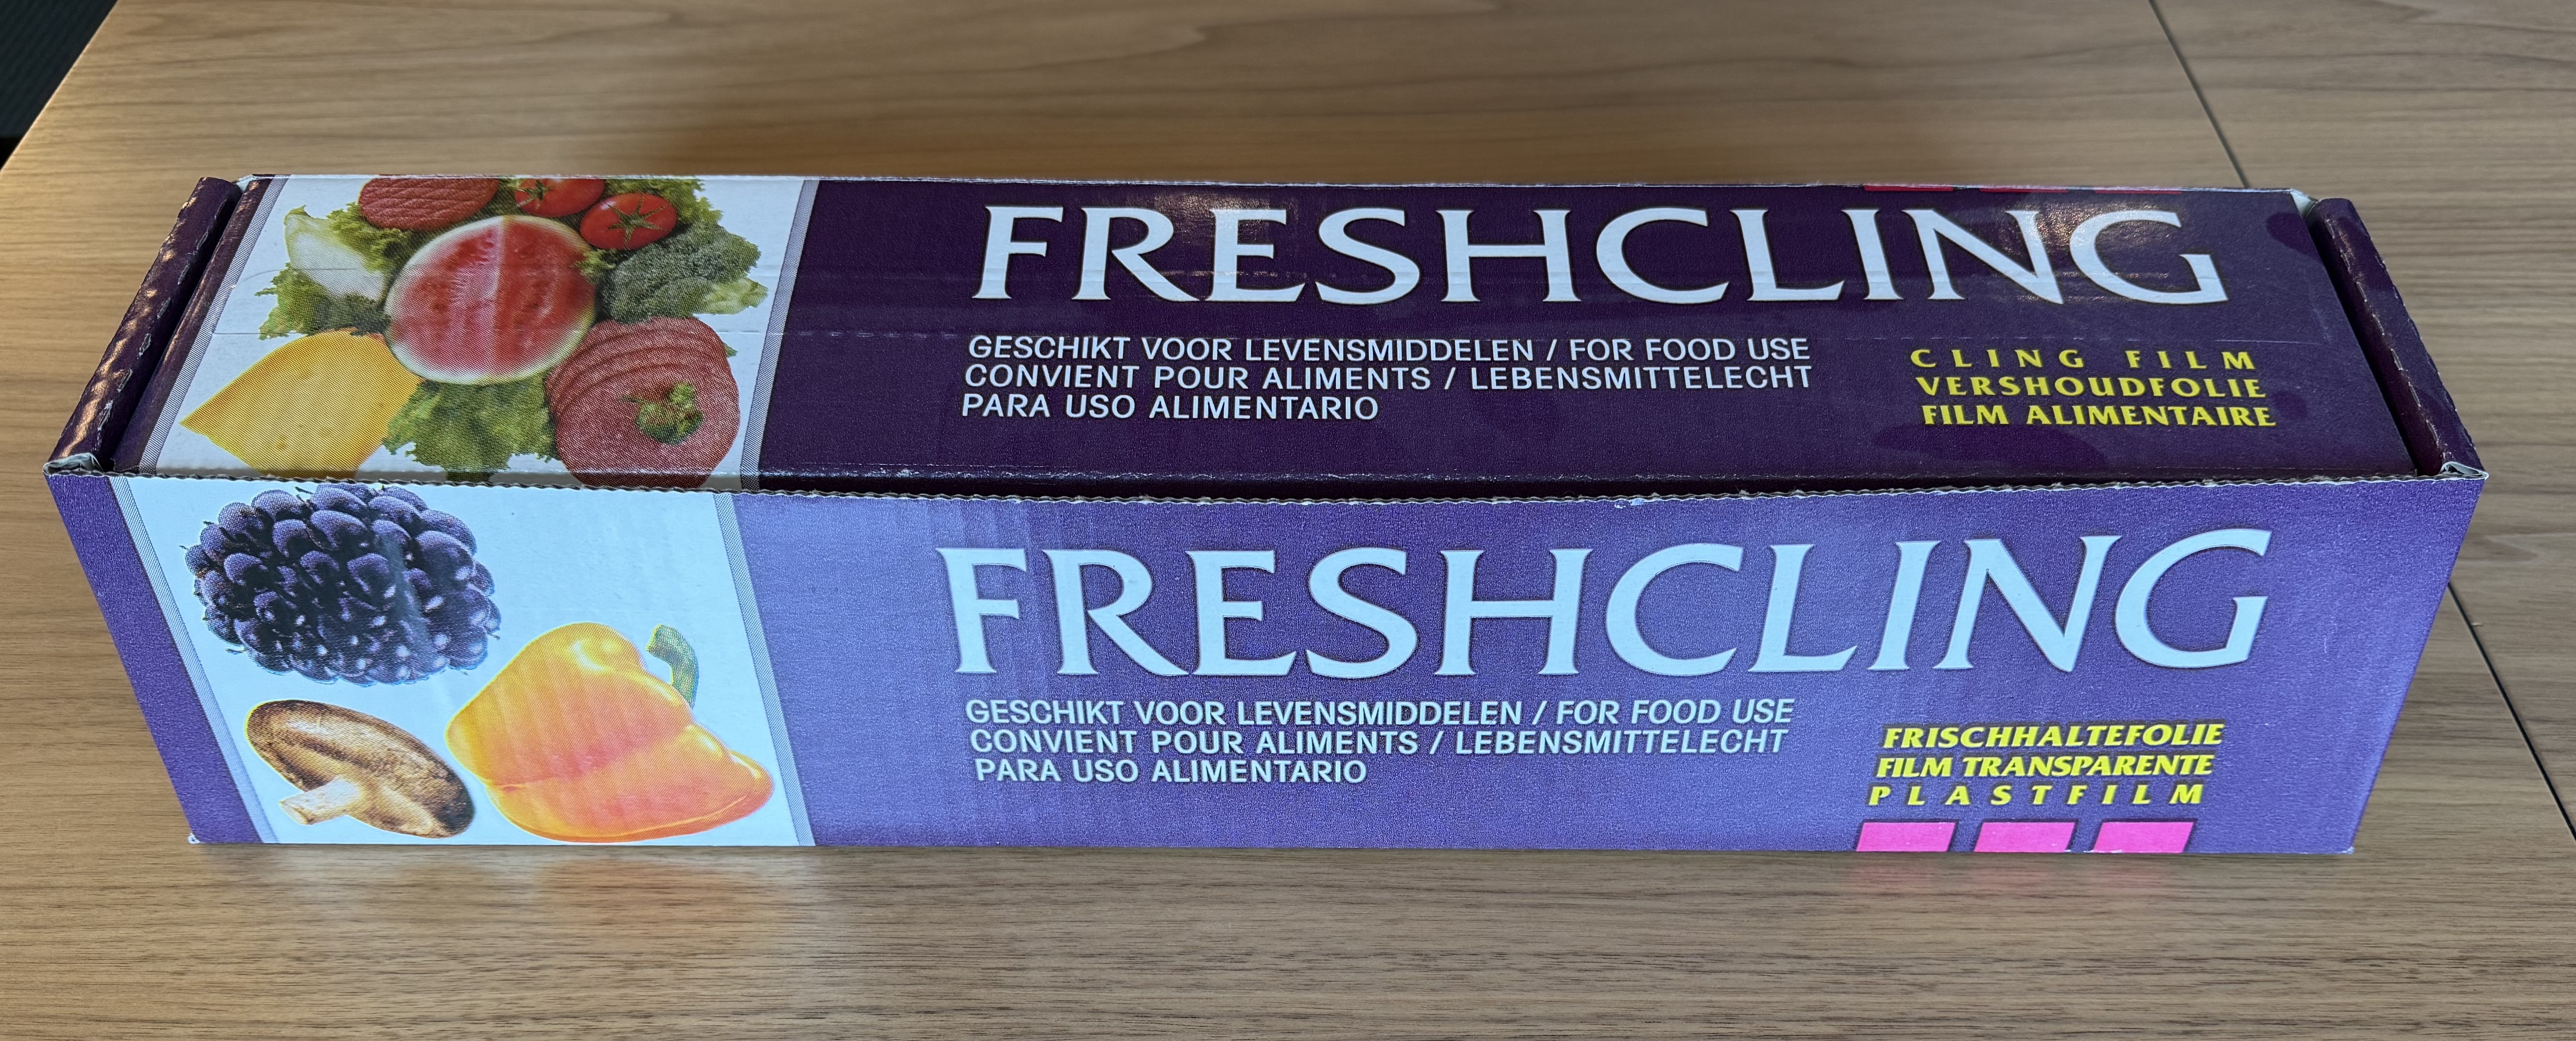 FRESHCLING
GESCHIKT VOOR LEVENSMIDDELEN / FOR FOOD USE
CONVIENT POUR ALIMENTS / LEBENSMITTELECHT
PARA USO ALIMENTARIO
CLING FILM
VERSHOUDFOLIE
FILM ALIMENTAIRE
FRESHCLING
GESCHIKT VOOR LEVENSMIDDELEN / FOR FOOD USE
CONVIENT POUR ALIMENTS / LEBENSMITTELECHT
PARA USO ALIMENTARIO
FRISCHHALTEFOLIE
FILM TRANSPARENTE
PLASTFILM